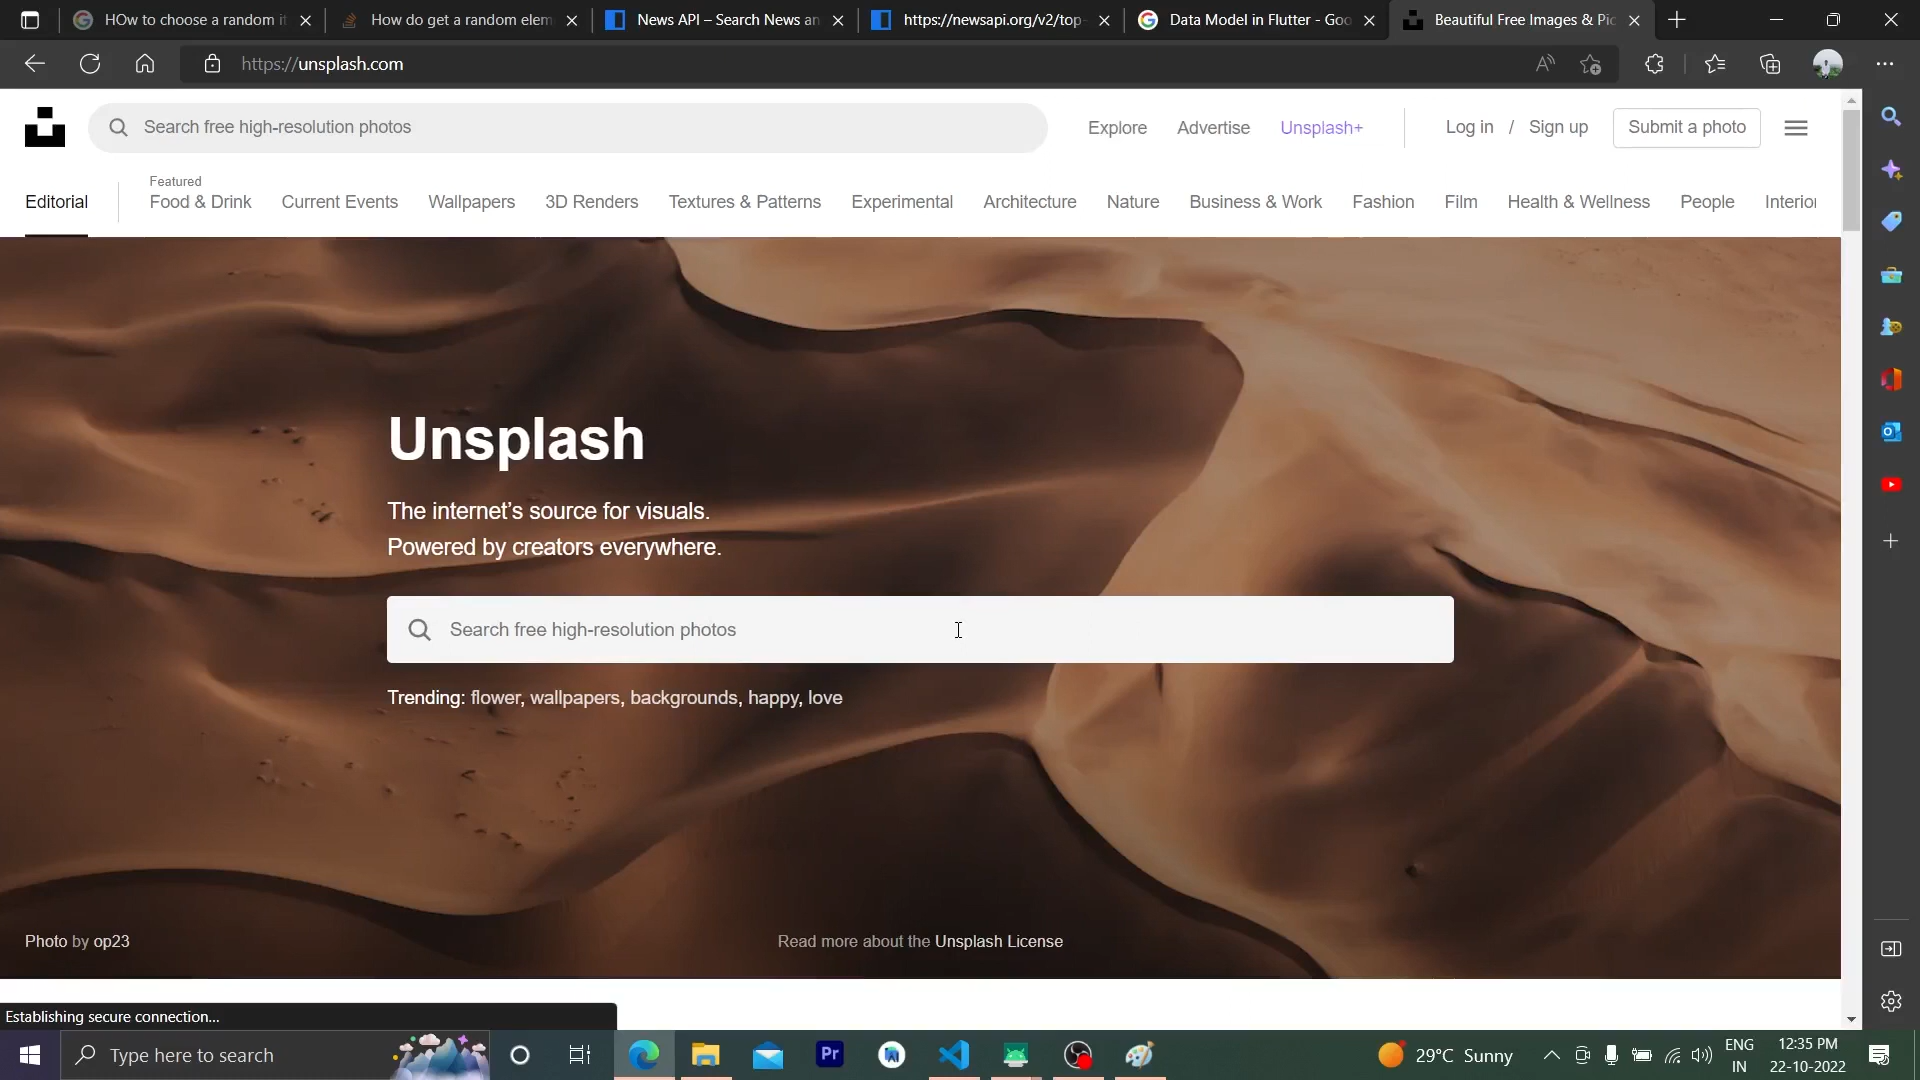 HOw to choose a random it
How do get a random elem
News API – Search News an
https://newsapi.org/v2/top-
Data Model in Flutter - Goo
Beautiful Free Images & Pic
https://unsplash.com
Search free high-resolution photos
Explore
Advertise
Unsplash+
Log in / Sign up
Submit a photo
Editorial
Featured
Food & Drink
Current Events
Wallpapers
3D Renders
Textures & Patterns
Experimental
Architecture
Nature
Business & Work
Fashion
Film
Health & Wellness
People
Interior
Unsplash
The internet’s source for visuals.
Powered by creators everywhere.
Search free high-resolution photos
Trending: flower, wallpapers, backgrounds, happy, love
Photo by op23
Read more about the Unsplash License
Establishing secure connection...
Type here to search
Pr
29°C Sunny
ENG
IN
12:35 PM
22-10-2022